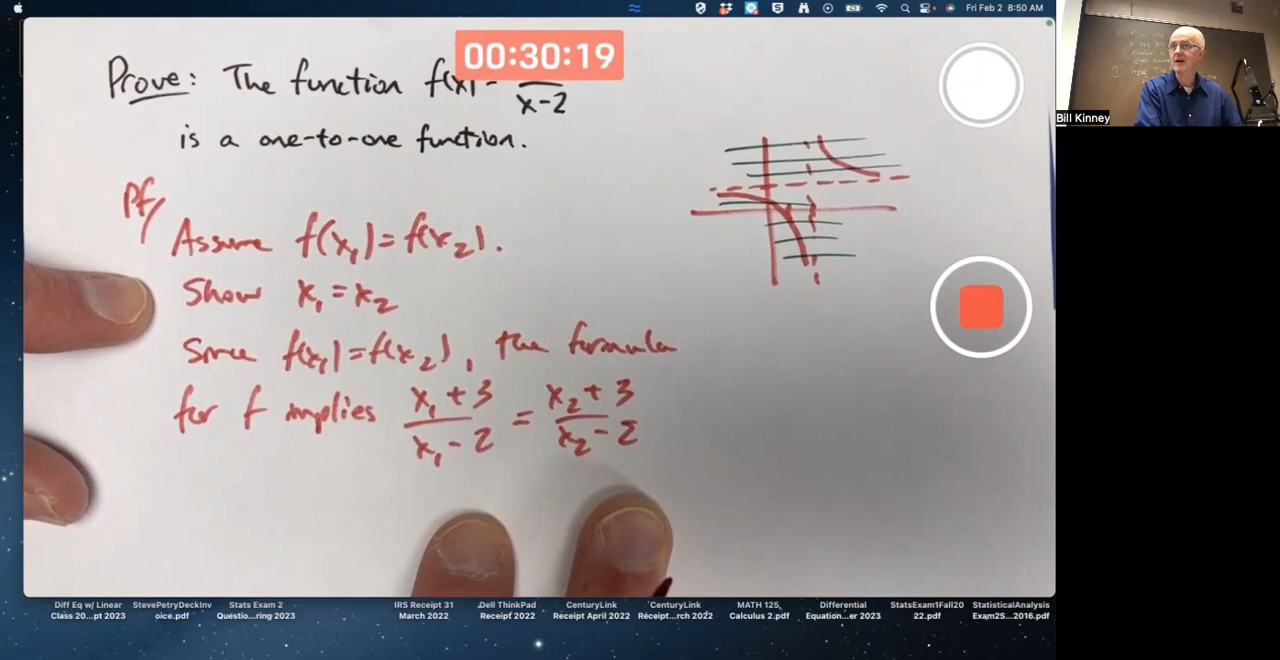 Fri Feb 2 8:50 AM
00:30:19
Prove: The function f(x) =
x-2
is a one-to-one function.
Pf/
Assume f(x₁)=f(x₂).
Show x₁ = x₂
Since f(x₁)=f(x₂), the formula
for f implies x₁+3 / x₁-2 = x₂+3 / x₂-2
Bill Kinney
Diff Eq w/ Linear StevePetryDeckInv Stats Exam 2 IRS Receipt 31 Dell ThinkPad CenturyLink CenturyLink MATH 125, Differential StatsExam1Fall20 StatisticalAnalysis
Class 20...pt 2023 oice.pdf Questio...ring 2023 March 2022 Receipt 2022 Receipt April 2022 Receipt...rch 2022 Calculus 2.pdf Equation...er 2023 22.pdf Exam2S...2016.pdf